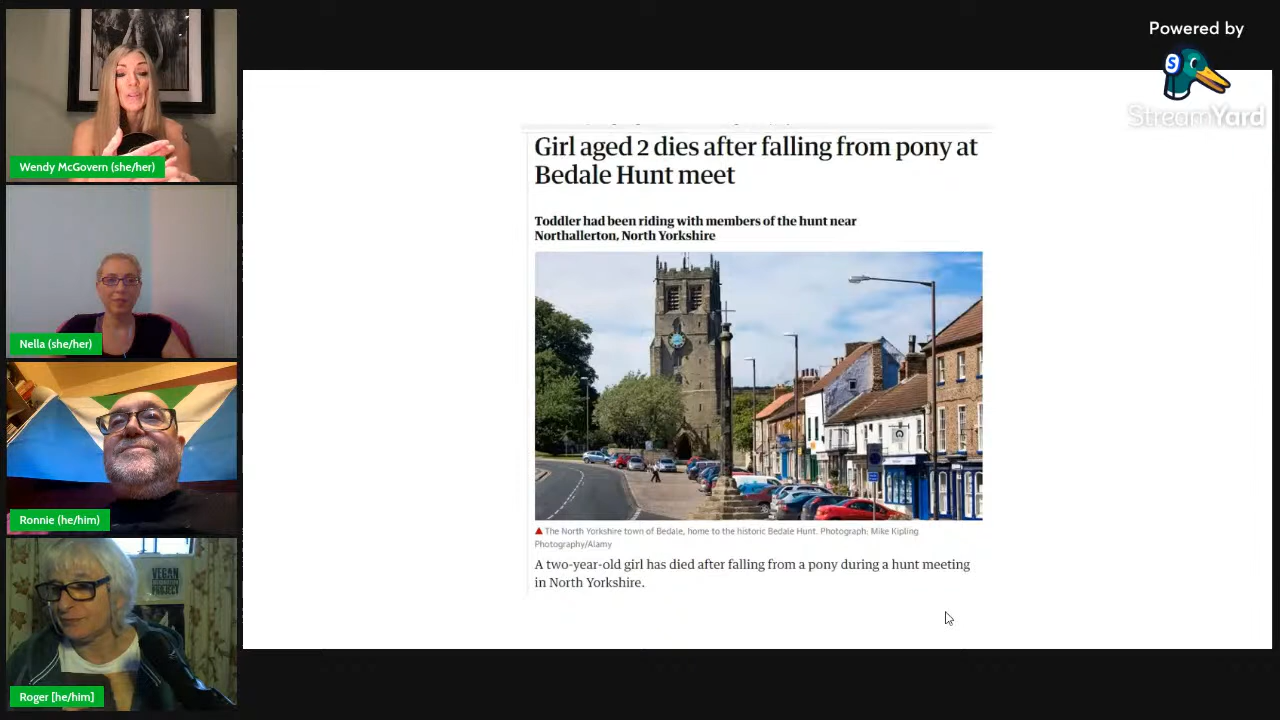 Wendy McGovern (she/her)
Nella (she/her)
Ronnie (he/him)
VEGAN
PROJECT
Roger [he/him]
Powered by
S
StreamYard
Girl aged 2 dies after falling from pony at
Bedale Hunt meet
Toddler had been riding with members of the hunt near
Northallerton, North Yorkshire
▲ The North Yorkshire town of Bedale, home to the historic Bedale Hunt. Photograph: Mike Kipling
Photography/Alamy
A two-year-old girl has died after falling from a pony during a hunt meeting
in North Yorkshire.